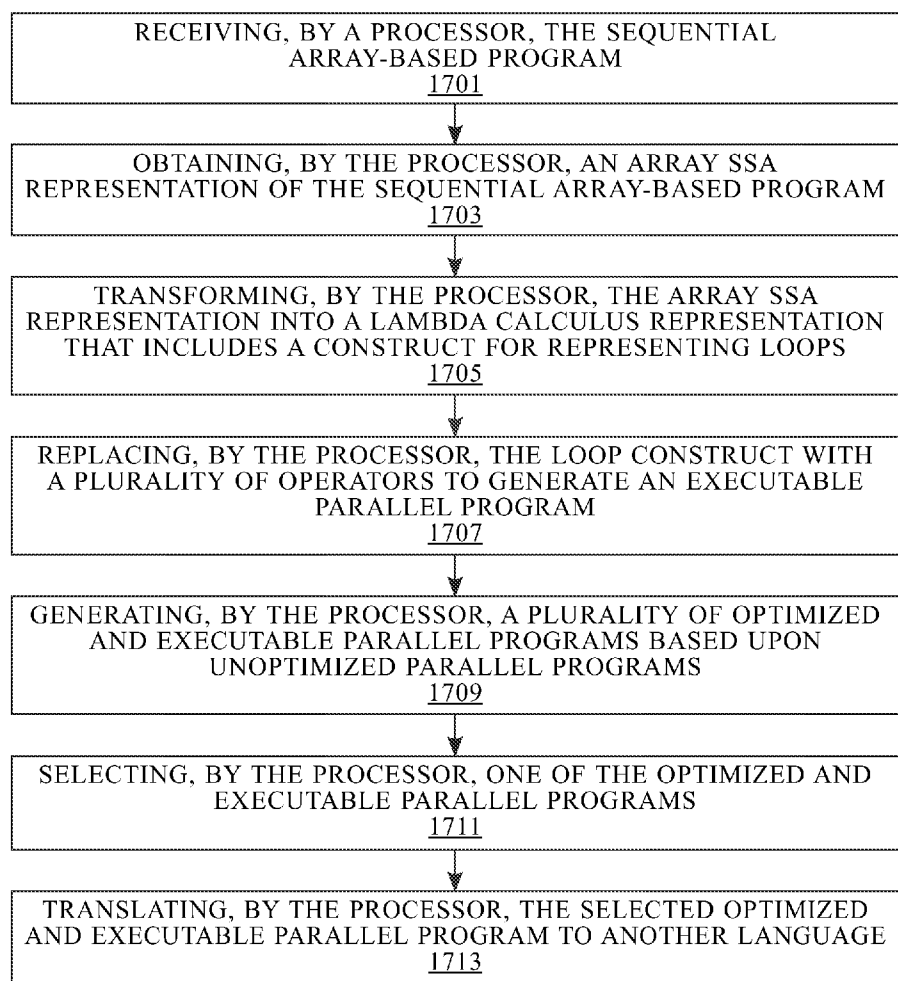 RECEIVING, BY A PROCESSOR, THE SEQUENTIAL
ARRAY-BASED PROGRAM
1701
OBTAINING, BY THE PROCESSOR, AN ARRAY SSA
REPRESENTATION OF THE SEQUENTIAL ARRAY-BASED PROGRAM
1703
TRANSFORMING, BY THE PROCESSOR, THE ARRAY SSA
REPRESENTATION INTO A LAMBDA CALCULUS REPRESENTATION
THAT INCLUDES A CONSTRUCT FOR REPRESENTING LOOPS
1705
REPLACING, BY THE PROCESSOR, THE LOOP CONSTRUCT WITH
A PLURALITY OF OPERATORS TO GENERATE AN EXECUTABLE
PARALLEL PROGRAM
1707
GENERATING, BY THE PROCESSOR, A PLURALITY OF OPTIMIZED
AND EXECUTABLE PARALLEL PROGRAMS BASED UPON
UNOPTIMIZED PARALLEL PROGRAMS
1709
SELECTING, BY THE PROCESSOR, ONE OF THE OPTIMIZED AND
EXECUTABLE PARALLEL PROGRAMS
1711
TRANSLATING, BY THE PROCESSOR, THE SELECTED OPTIMIZED
AND EXECUTABLE PARALLEL PROGRAM TO ANOTHER LANGUAGE
1713